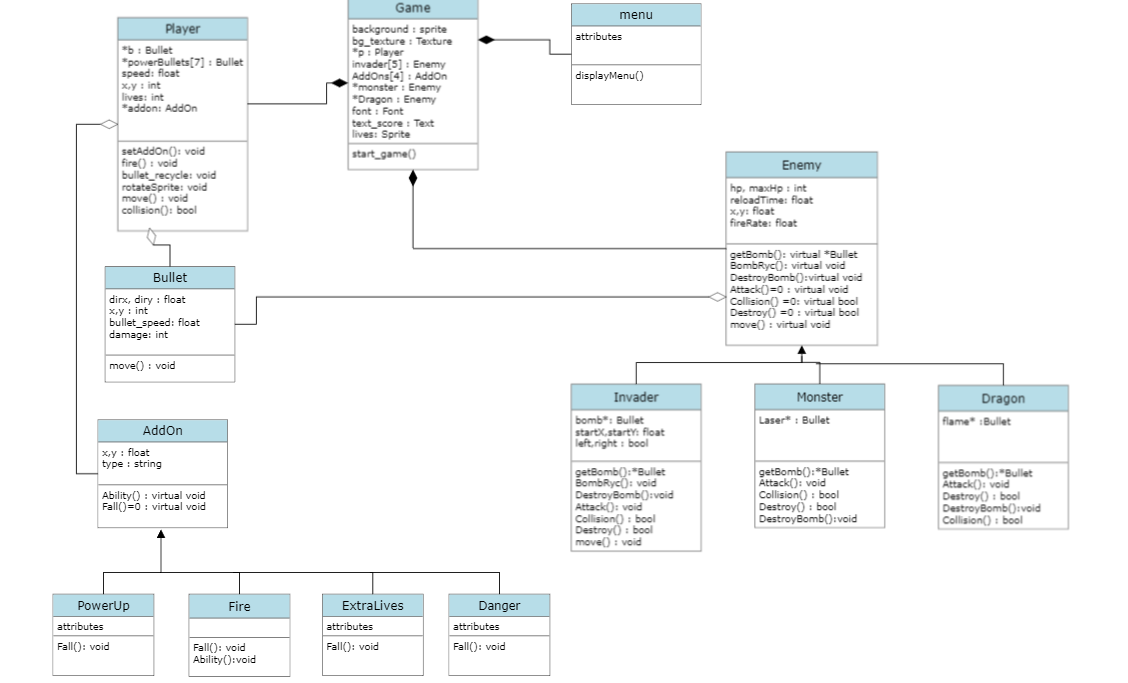 Player
*b : Bullet
*powerBullets[7] : Bullet
speed: float
x,y : int
lives: int
*addon: AddOn
setAddOn(): void
fire() : void
bullet_recycle: void
rotateSprite: void
move() : void
collision(): bool
Game
background : sprite
bg_texture : Texture
*p : Player
invader[5] : Enemy
AddOns[4] : AddOn
*monster : Enemy
*Dragon : Enemy
font : Font
text_score : Text
lives: Sprite
start_game()
menu
attributes
displayMenu()
Enemy
hp, maxHp : int
reloadTime: float
x,y: float
fireRate: float
getBomb(): virtual *Bullet
BombRyc(): virtual void
DestroyBomb():virtual void
Attack()=0 : virtual void
Collision() =0: virtual bool
Destroy() =0 : virtual bool
move() : virtual void
Bullet
dirx, diry : float
x,y : int
bullet_speed: float
damage: int
move() : void
Invader
bomb*: Bullet
startX,startY: float
left,right : bool
getBomb():*Bullet
BombRyc(): void
DestroyBomb():void
Attack(): void
Collision() : bool
Destroy() : bool
move() : void
Monster
Laser* : Bullet
getBomb():*Bullet
Attack(): void
Collision() : bool
Destroy() : bool
DestroyBomb():void
Dragon
flame* :Bullet
getBomb():*Bullet
Attack(): void
Destroy() : bool
DestroyBomb():void
Collision() : bool
AddOn
x,y : float
type : string
Ability() : virtual void
Fall()=0 : virtual void
PowerUp
attributes
Fall(): void
Fire
Fall(): void
Ability():void
ExtraLives
attributes
Fall(): void
Danger
attributes
Fall(): void